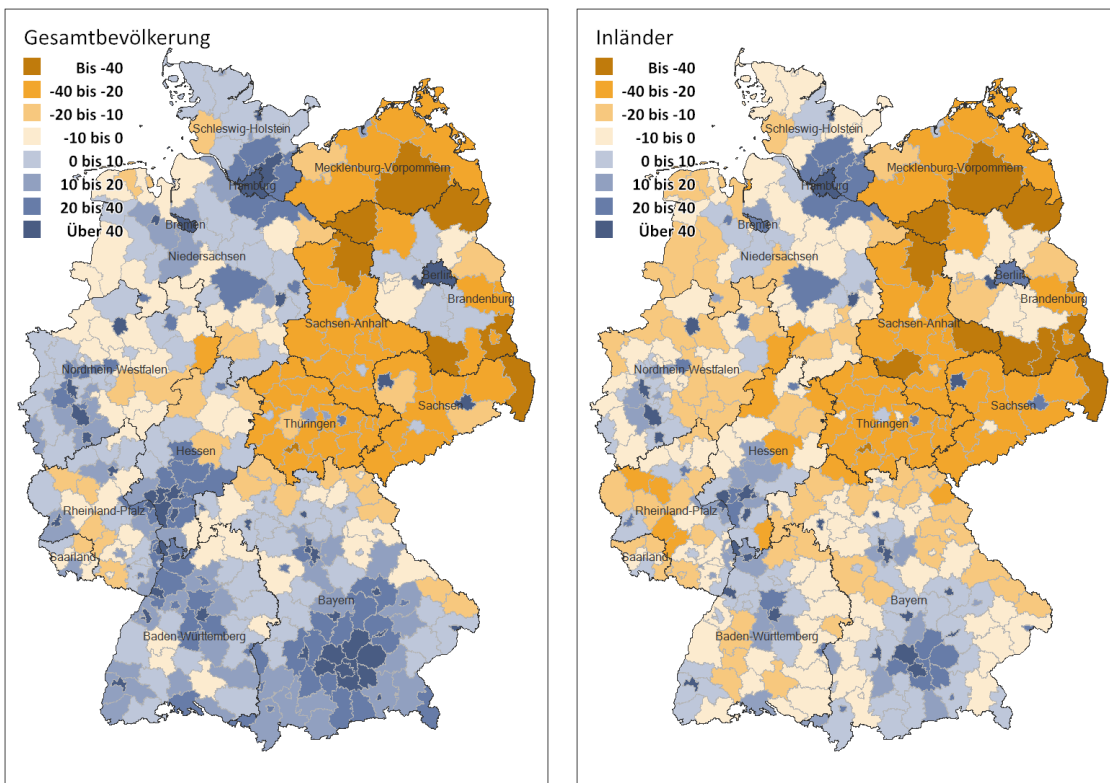 Gesamtbevölkerung
Bis -40
-40 bis -20
-20 bis -10
-10 bis 0
0 bis 10
10 bis 20
20 bis 40
Über 40
Schleswig-Holstein
Mecklenburg-Vorpommern
Hamburg
Bremen
Niedersachsen
Berlin
Brandenburg
Sachsen-Anhalt
Nordrhein-Westfalen
Sachsen
Thüringen
Hessen
Rheinland-Pfalz
Saarland
Bayern
Baden-Württemberg
Inländer
Bis -40
-40 bis -20
-20 bis -10
-10 bis 0
0 bis 10
10 bis 20
20 bis 40
Über 40
Schleswig-Holstein
Mecklenburg-Vorpommern
Hamburg
Bremen
Niedersachsen
Berlin
Brandenburg
Sachsen-Anhalt
Nordrhein-Westfalen
Sachsen
Thüringen
Hessen
Rheinland-Pfalz
Saarland
Bayern
Baden-Württemberg